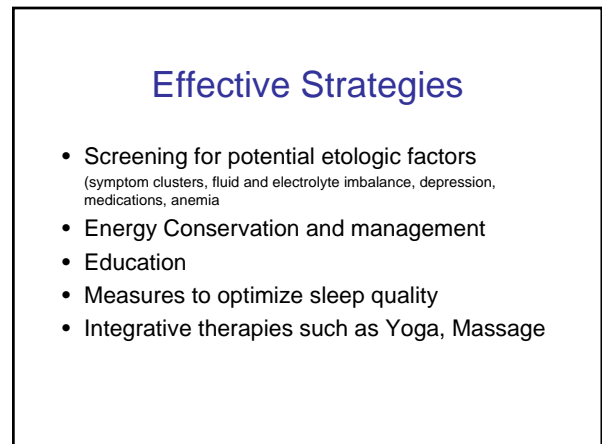 Effective Strategies
• Screening for potential etologic factors
(symptom clusters, fluid and electrolyte imbalance, depression,
medications, anemia
• Energy Conservation and management
• Education
• Measures to optimize sleep quality
• Integrative therapies such as Yoga, Massage